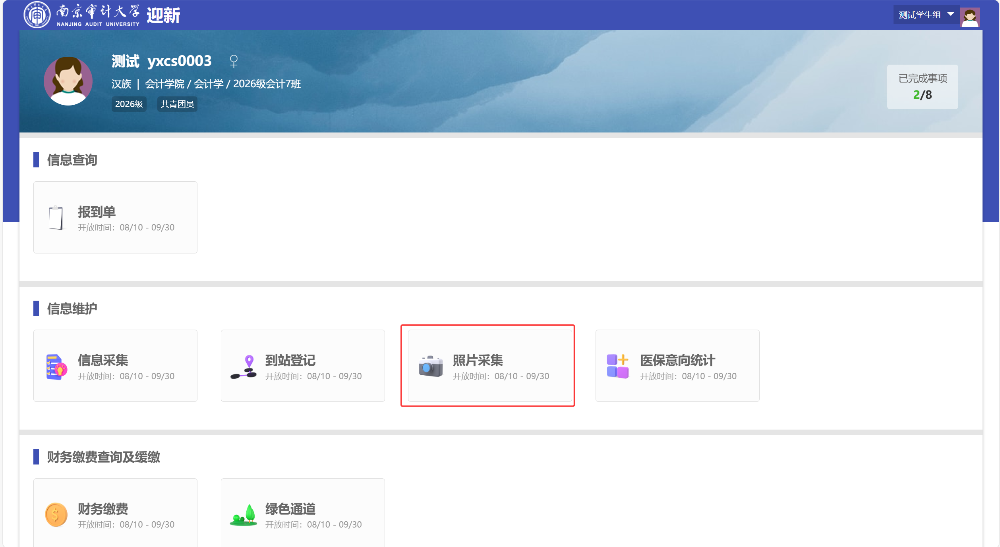 南京审计大学 迎新
NANJING AUDIT UNIVERSITY
测试学生组
测试 yxcs0003 ♀
汉族 | 会计学院 / 会计学 / 2026级会计7班
2026级 共青团员
已完成事项
2/8
信息查询
报到单
开放时间：08/10 - 09/30
信息维护
信息采集
开放时间：08/10 - 09/30
到站登记
开放时间：08/10 - 09/30
照片采集
开放时间：08/10 - 09/30
医保意向统计
开放时间：08/10 - 09/30
财务缴费查询及缓缴
财务缴费
开放时间：08/10 - 09/30
绿色通道
开放时间：08/10 - 09/30